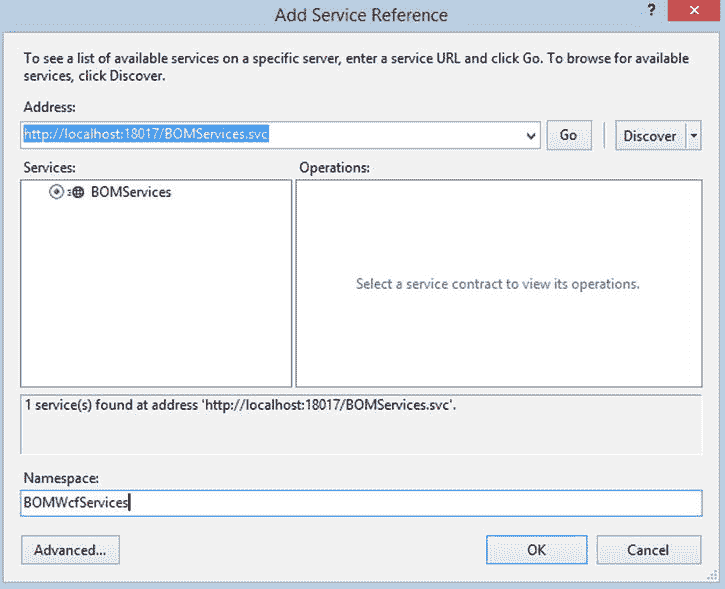 Add Service Reference
?
To see a list of available services on a specific server, enter a service URL and click Go. To browse for available
services, click Discover.
Address:
http://localhost:18017/BOMServices.svc
Go
Discover
Services:
Operations:
BOMServices
Select a service contract to view its operations.
1 service(s) found at address 'http://localhost:18017/BOMServices.svc'.
Namespace:
BOMWcfServices
Advanced...
OK
Cancel